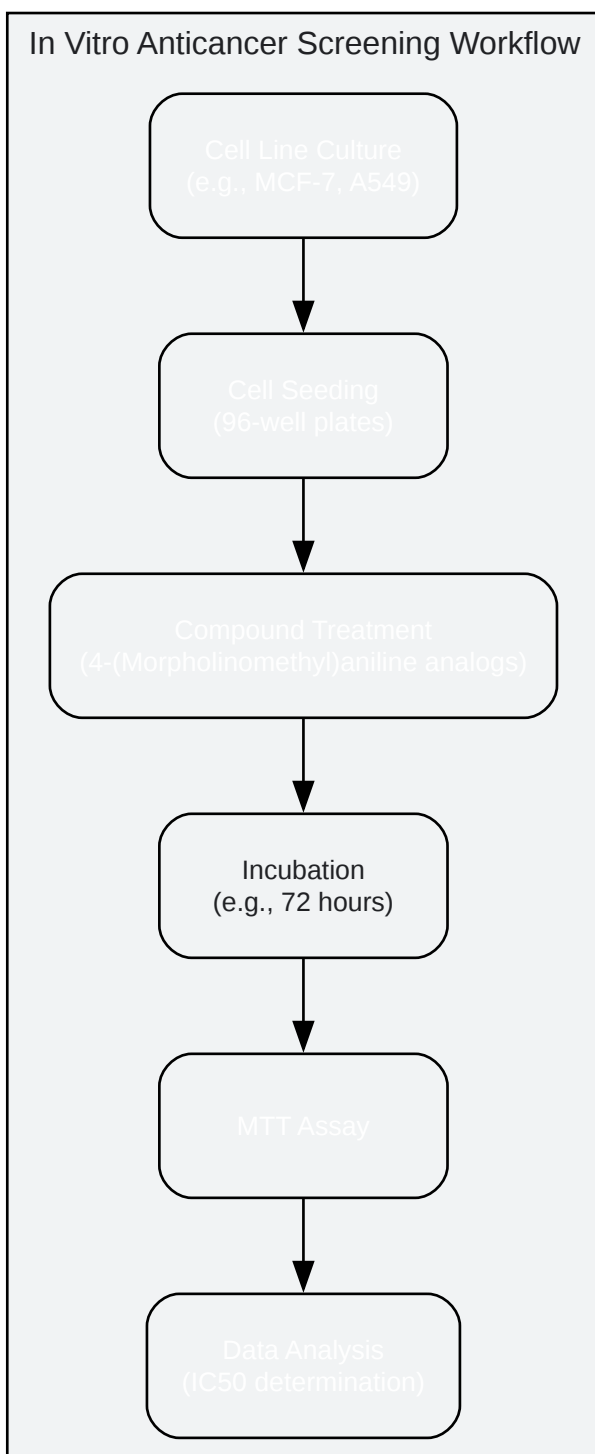 In Vitro Anticancer Screening Workflow
Cell Line Culture
(e.g., MCF-7, A549)
Cell Seeding
(96-well plates)
Compound Treatment
(4-(Morpholinomethyl)aniline analogs)
Incubation
(e.g., 72 hours)
MTT Assay
Data Analysis
(IC50 determination)